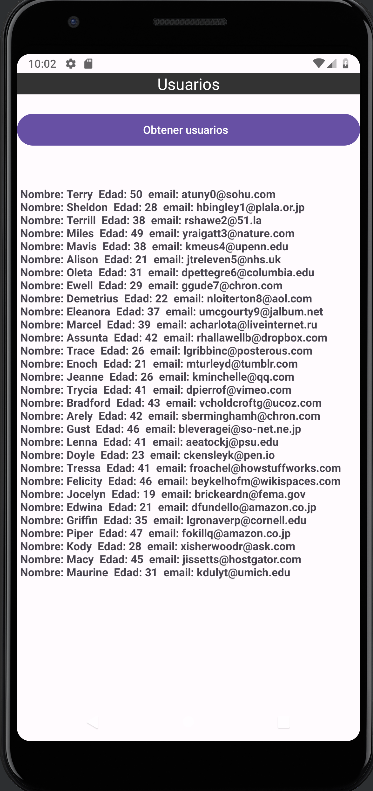 10:02
Usuarios
Obtener usuarios
Nombre: Terry Edad: 50 email: atuny0@sohu.com
Nombre: Sheldon Edad: 28 email: hbingley1@plala.or.jp
Nombre: Terrill Edad: 38 email: rshawe2@51.la
Nombre: Miles Edad: 49 email: yraigatt3@nature.com
Nombre: Mavis Edad: 38 email: kmeus4@upenn.edu
Nombre: Alison Edad: 21 email: jtreleven5@nhs.uk
Nombre: Oleta Edad: 31 email: dpettegre6@columbia.edu
Nombre: Ewell Edad: 29 email: ggude7@chron.com
Nombre: Demetrius Edad: 22 email: nloiterton8@aol.com
Nombre: Eleanora Edad: 37 email: umcgourty9@jalbum.net
Nombre: Marcel Edad: 39 email: acharlota@liveinternet.ru
Nombre: Assunta Edad: 42 email: rhallawellb@dropbox.com
Nombre: Trace Edad: 26 email: lgribbinc@posterous.com
Nombre: Enoch Edad: 21 email: mturleyd@tumblr.com
Nombre: Jeanne Edad: 26 email: kminchelle@qq.com
Nombre: Trycia Edad: 41 email: dpierrof@vimeo.com
Nombre: Bradford Edad: 43 email: vcholdcroftg@ucoz.com
Nombre: Arely Edad: 42 email: sberminghamh@chron.com
Nombre: Gust Edad: 46 email: bleveragei@so-net.ne.jp
Nombre: Lenna Edad: 41 email: aeatockj@psu.edu
Nombre: Doyle Edad: 23 email: ckensleyk@pen.io
Nombre: Tressa Edad: 41 email: froachel@howstuffworks.com
Nombre: Felicity Edad: 46 email: beykelhofm@wikispaces.com
Nombre: Jocelyn Edad: 19 email: brickeardn@fema.gov
Nombre: Edwina Edad: 21 email: dfundello@amazon.co.jp
Nombre: Griffin Edad: 35 email: lgronaverp@cornell.edu
Nombre: Piper Edad: 47 email: fokillq@amazon.co.jp
Nombre: Kody Edad: 28 email: xisherwoodr@ask.com
Nombre: Macy Edad: 45 email: jissetts@hostgator.com
Nombre: Maurine Edad: 31 email: kdulyt@umich.edu